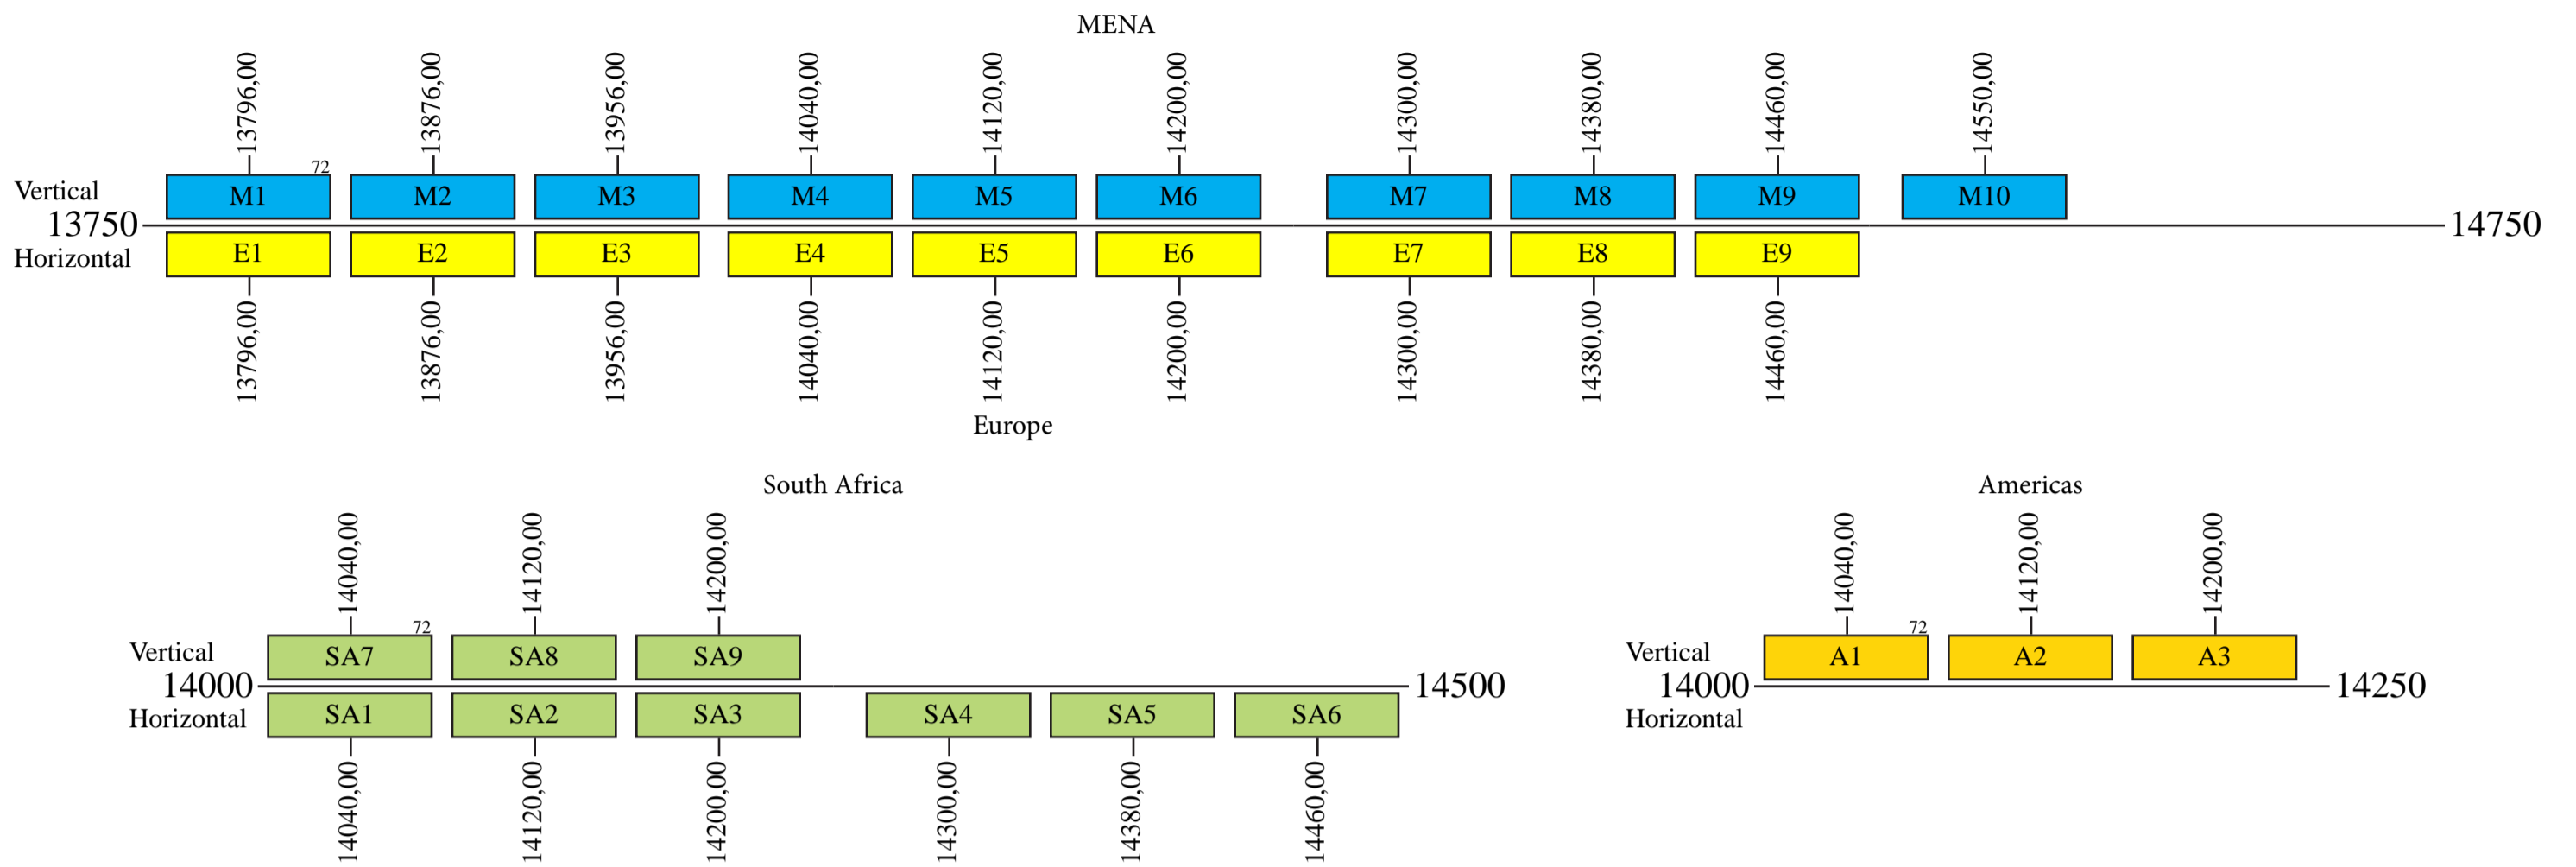 MENA
13796,00 13876,00 13956,00 14040,00 14120,00 14200,00 14300,00 14380,00 14460,00 14550,00
72
Vertical M1 M2 M3 M4 M5 M6 M7 M8 M9 M10
13750 14750
Horizontal E1 E2 E3 E4 E5 E6 E7 E8 E9
13796,00 13876,00 13956,00 14040,00 14120,00 14200,00 14300,00 14380,00 14460,00
Europe
South Africa
14040,00 14120,00 14200,00
72
Vertical SA7 SA8 SA9
14000 14500
Horizontal SA1 SA2 SA3 SA4 SA5 SA6
14040,00 14120,00 14200,00 14300,00 14380,00 14460,00
Americas
14040,00 14120,00 14200,00
72
Vertical A1 A2 A3
14000 14250
Horizontal